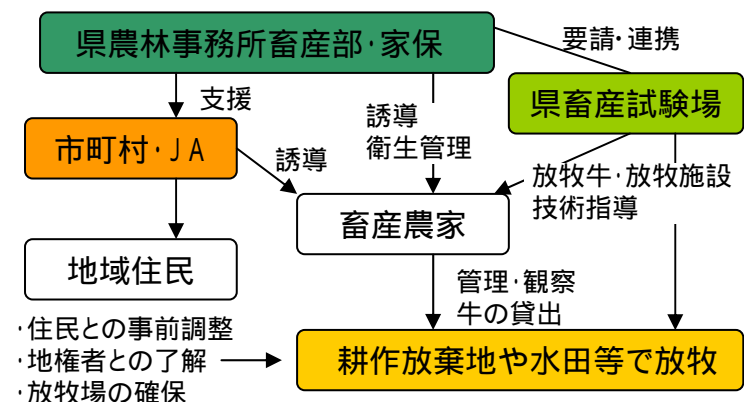 県農林事務所畜産部･家保
要請･連携
支援
県畜産試験場
誘導
衛生管理
市町村･JA
誘導
放牧牛･放牧施設
技術指導
畜産農家
地域住民
管理･観察
牛の貸出
･住民との事前調整
･地権者との了解
･放牧場の確保
耕作放棄地や水田等で放牧